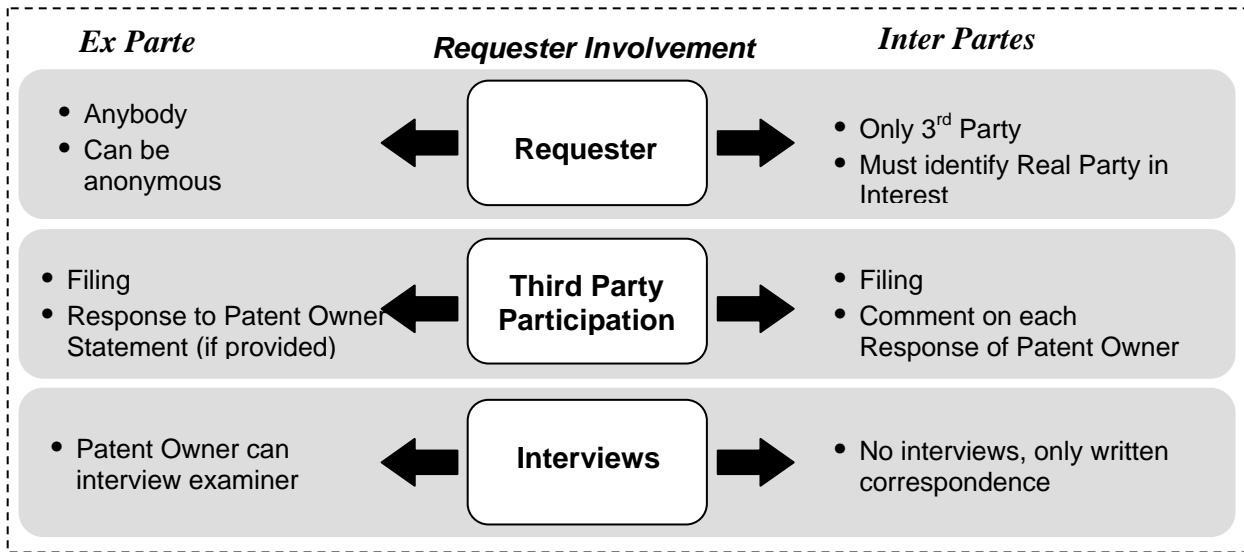 Ex Parte
Requester Involvement
Inter Partes
• Anybody
• Can be
anonymous
Requester
• Only 3rd Party
• Must identify Real Party in
Interest
• Filing
• Response to Patent Owner
Statement (if provided)
Third Party
Participation
• Filing
• Comment on each
Response of Patent Owner
• Patent Owner can
interview examiner
Interviews
• No interviews, only written
correspondence